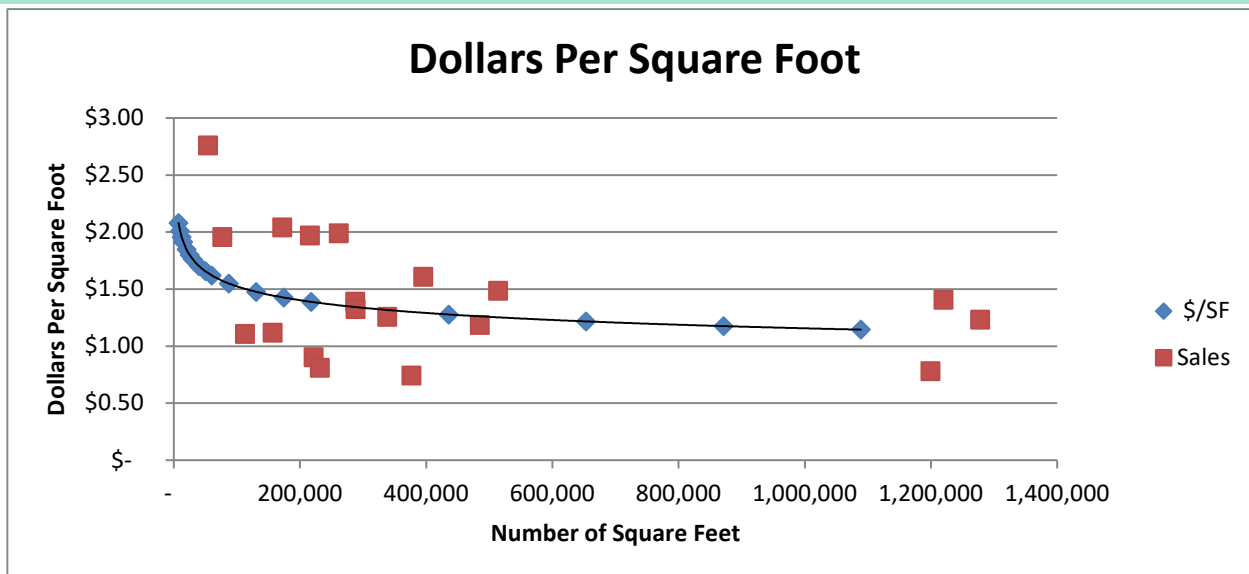 Dollars Per Square Foot
Dollars Per Square Foot
$3.00
$2.50
$2.00
$1.50
$1.00
$0.50
$-
- 200,000 400,000 600,000 800,000 1,000,000 1,200,000 1,400,000
Number of Square Feet
$/SF
Sales